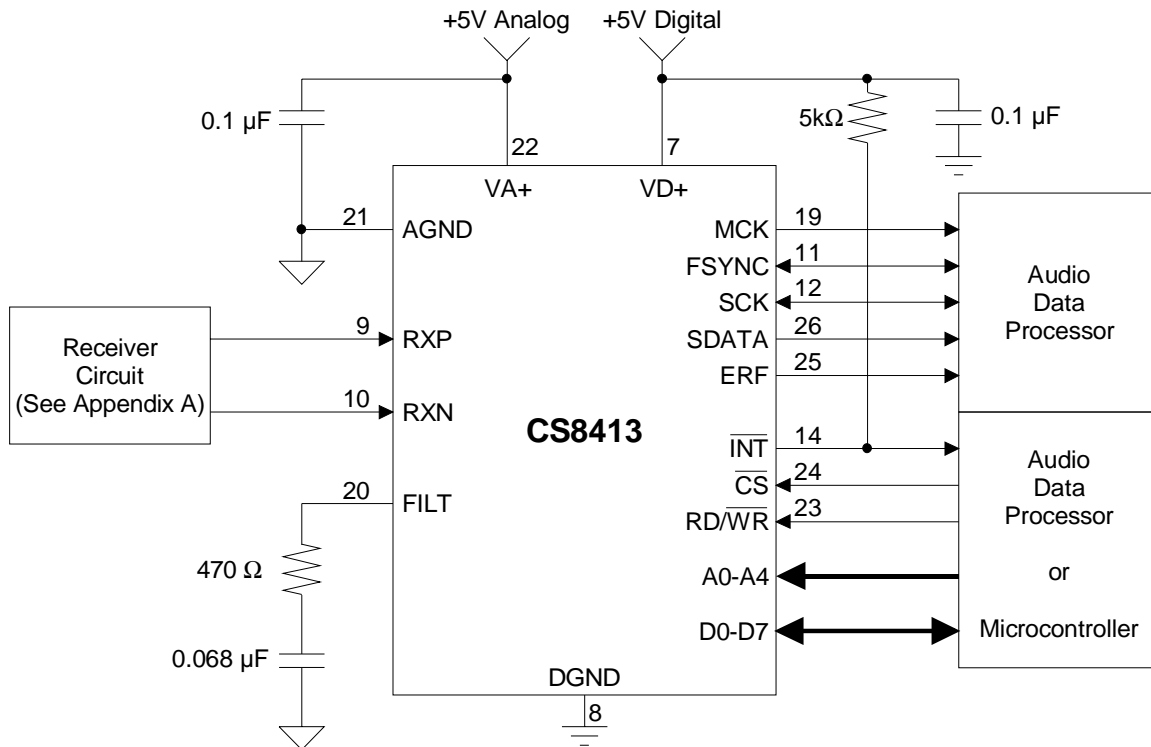 +5V Analog
+5V Digital
0.1 µF
5kΩ
0.1 µF
22
7
VA+
VD+
21
AGND
MCK
19
FSYNC
11
SCK
12
SDATA
26
ERF
25
Audio
Data
Processor
Receiver
Circuit
(See Appendix A)
9
RXP
10
RXN
CS8413
20
FILT
470 Ω
0.068 µF
I̅N̅T̅
14
C̅S̅
24
RD/W̅R̅
23
A0-A4
D0-D7
Audio
Data
Processor
or
Microcontroller
DGND
8